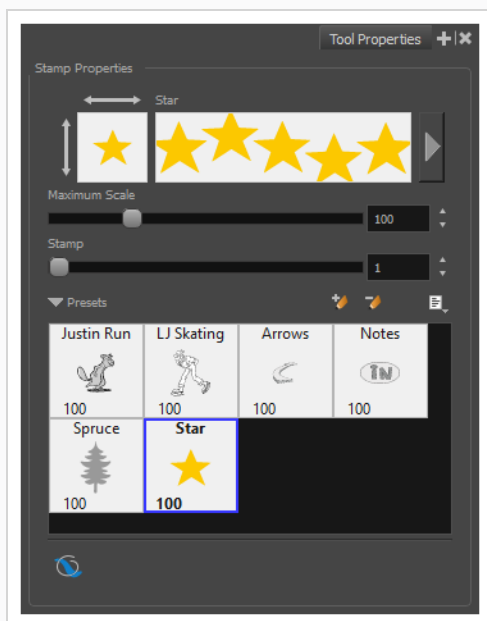 Tool Properties
Stamp Properties
Star
Maximum Scale
100
Stamp
1
Presets
Justin Run LJ Skating Arrows Notes
IN
100 100 100 100
Spruce Star
100 100